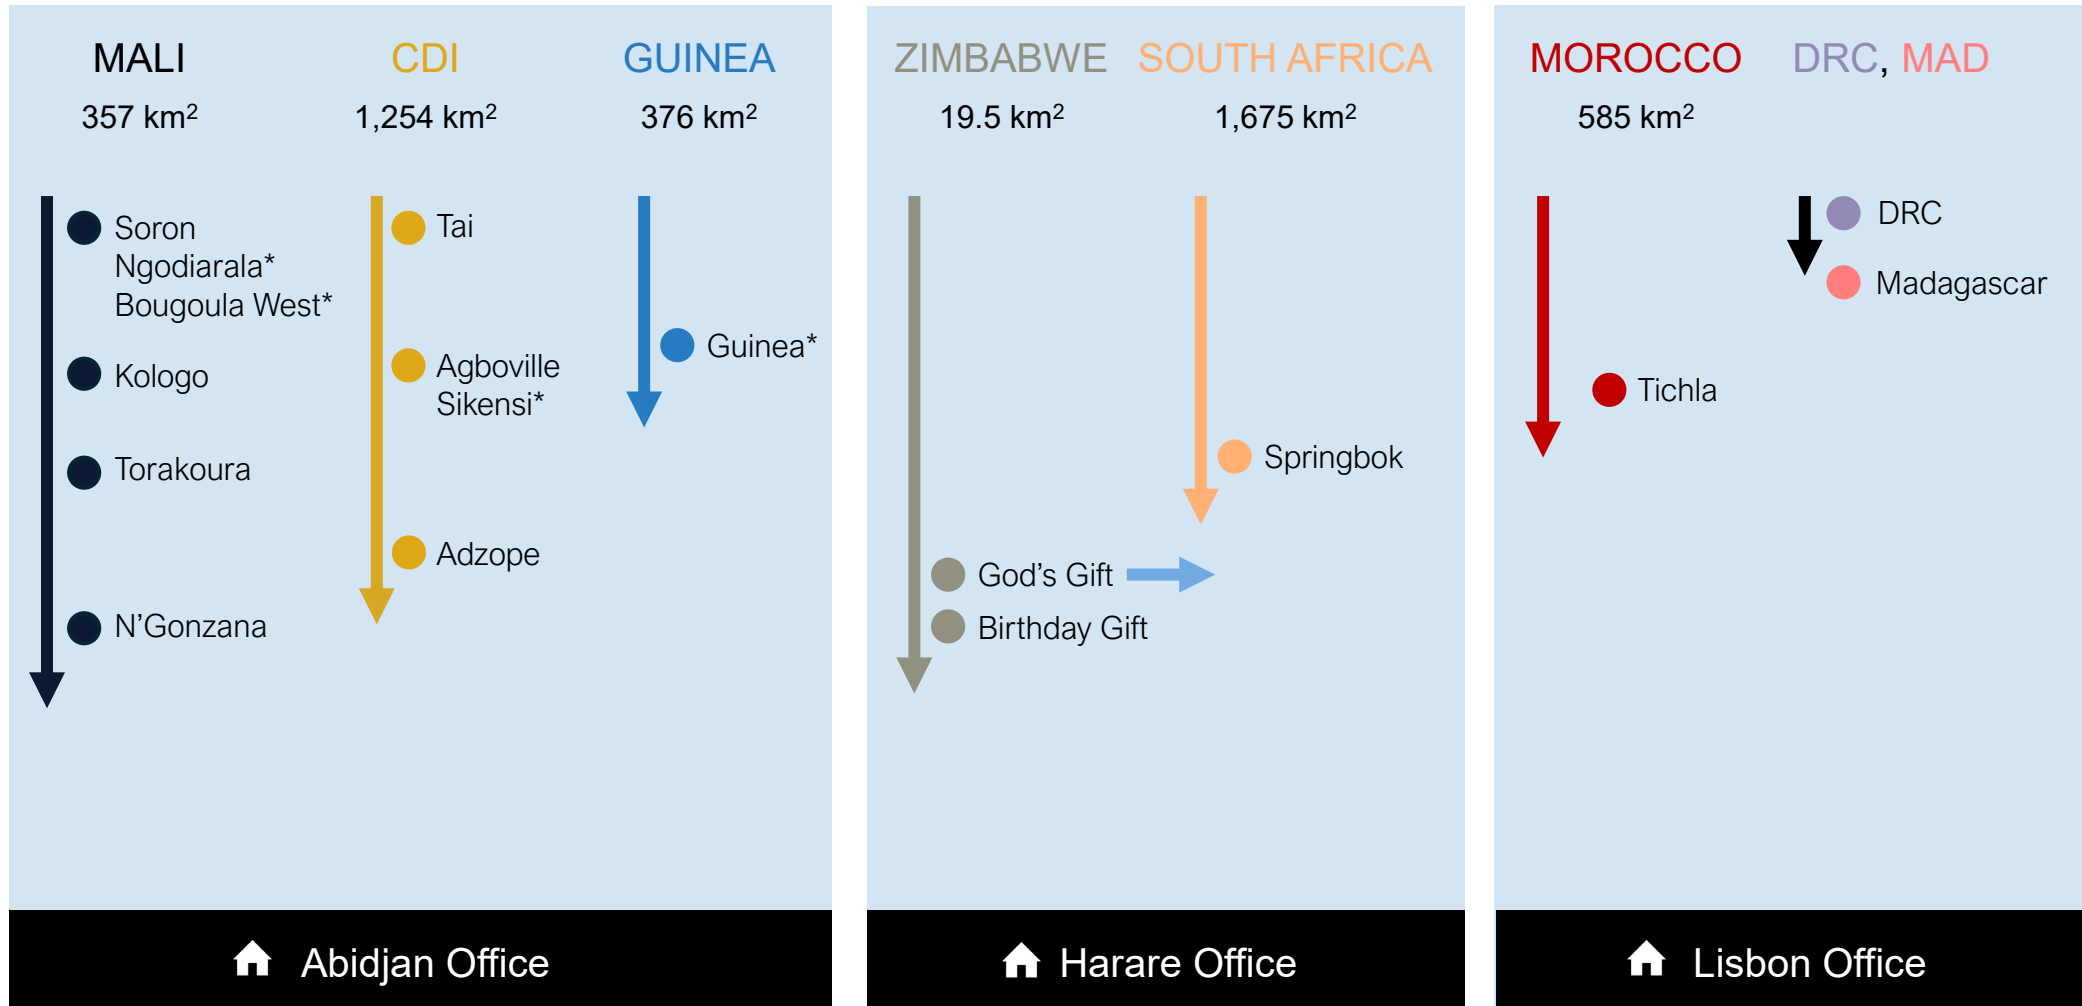 MALI
357 km²
Soron
Ngodiarala*
Bougoula West*
Kologo
Torakoura
N'Gonzana
CDI
1,254 km²
Tai
Agboville
Sikensi*
Adzope
GUINEA
376 km²
Guinea*
Abidjan Office
ZIMBABWE
19.5 km²
God's Gift
Birthday Gift
SOUTH AFRICA
1,675 km²
Springbok
Harare Office
MOROCCO
585 km²
Tichla
DRC, MAD
DRC
Madagascar
Lisbon Office